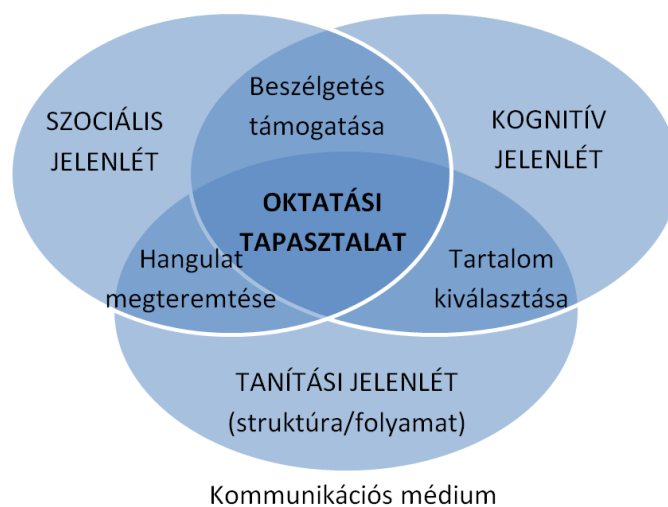 Beszélgetés
támogatása
SZOCIÁLIS
JELENLÉT
KOGNITÍV
JELENLÉT
OKTATÁSI
TAPASZTALAT
Hangulat
megteremtése
Tartalom
kiválasztása
TANÍTÁSI JELENLÉT
(struktúra/folyamat)
Kommunikációs médium